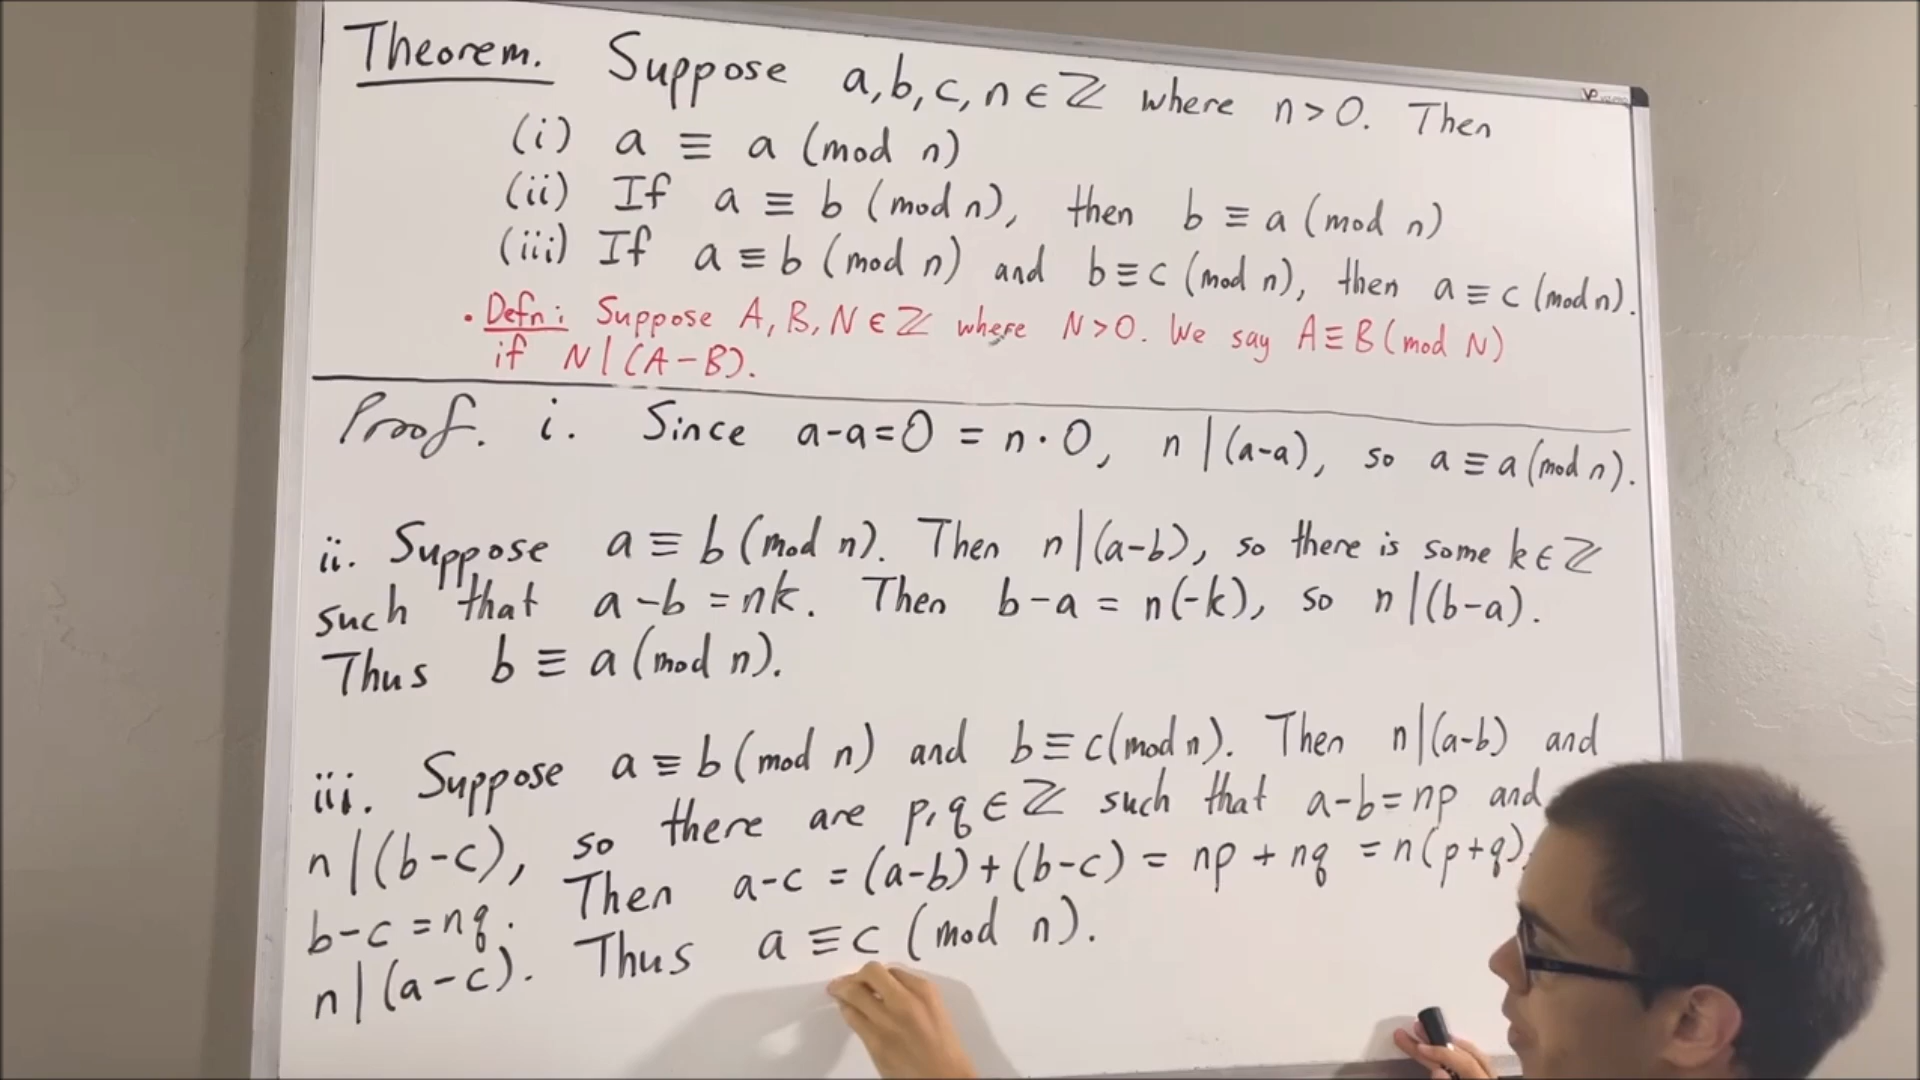 Theorem. Suppose a, b, c, n ∈ ℤ where n > 0. Then
(i) a ≡ a (mod n)
(ii) If a ≡ b (mod n), then b ≡ a (mod n)
(iii) If a ≡ b (mod n) and b ≡ c (mod n), then a ≡ c (mod n).
• Defn: Suppose A, B, N ∈ ℤ where N > 0. We say A ≡ B (mod N)
if N | (A - B).
Proof. i. Since a-a = 0 = n · 0, n | (a-a), so a ≡ a (mod n).
ii. Suppose a ≡ b (mod n). Then n | (a-b), so there is some k ∈ ℤ
such that a - b = nk. Then b - a = n(-k), so n | (b-a).
Thus b ≡ a (mod n).
iii. Suppose a ≡ b (mod n) and b ≡ c (mod n). Then n | (a-b) and
n | (b-c), so there are p, q ∈ ℤ such that a-b = np and
b-c = nq. Then a-c = (a-b) + (b-c) = np + nq = n(p+q),
n | (a-c). Thus a ≡ c (mod n).